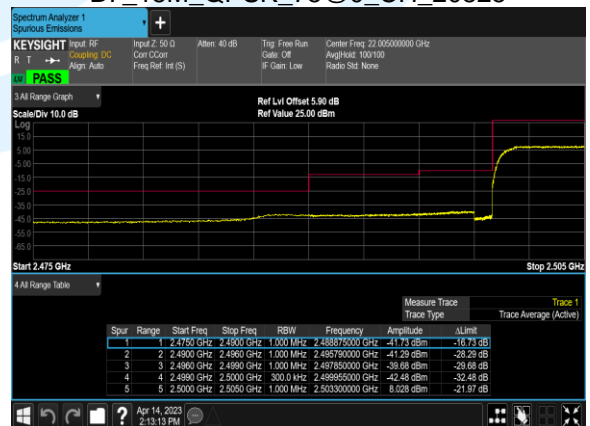 Spectrum Analyzer 1
Spurious Emissions
+
KEYSIGHT Input: RF Input Z: 50 Ω Atten: 40 dB Trig: Free Run Center Freq: 22.005000000 GHz
R T Coupling: DC Corr CCorr Gate: Off Avg|Hold: 100/100
Align: Auto Freq Ref: Int (S) IF Gain: Low Radio Std: None
PASS
3 All Range Graph
Ref Lvl Offset 5.90 dB
Scale/Div 10.0 dB Ref Value 25.00 dBm
Log
15.0
5.00
-5.00
-15.0
-25.0
-35.0
-45.0
-55.0
-65.0
Start 2.475 GHz Stop 2.505 GHz
4 All Range Table
Measure Trace Trace 1
Trace Type Trace Average (Active)
Spur Range Start Freq Stop Freq RBW Frequency Amplitude ΔLimit
1 1 2.4750 GHz 2.4900 GHz 1.000 MHz 2.488875000 GHz -41.73 dBm -16.73 dB
2 2 2.4900 GHz 2.4960 GHz 1.000 MHz 2.495790000 GHz -41.29 dBm -28.29 dB
3 3 2.4960 GHz 2.4990 GHz 1.000 MHz 2.497850000 GHz -39.68 dBm -29.68 dB
4 4 2.4990 GHz 2.5000 GHz 300.0 kHz 2.499955000 GHz -42.48 dBm -32.48 dB
5 5 2.5000 GHz 2.5050 GHz 1.000 MHz 2.503300000 GHz 8.028 dBm -21.97 dB
? Apr 14, 2023
2:13:13 PM